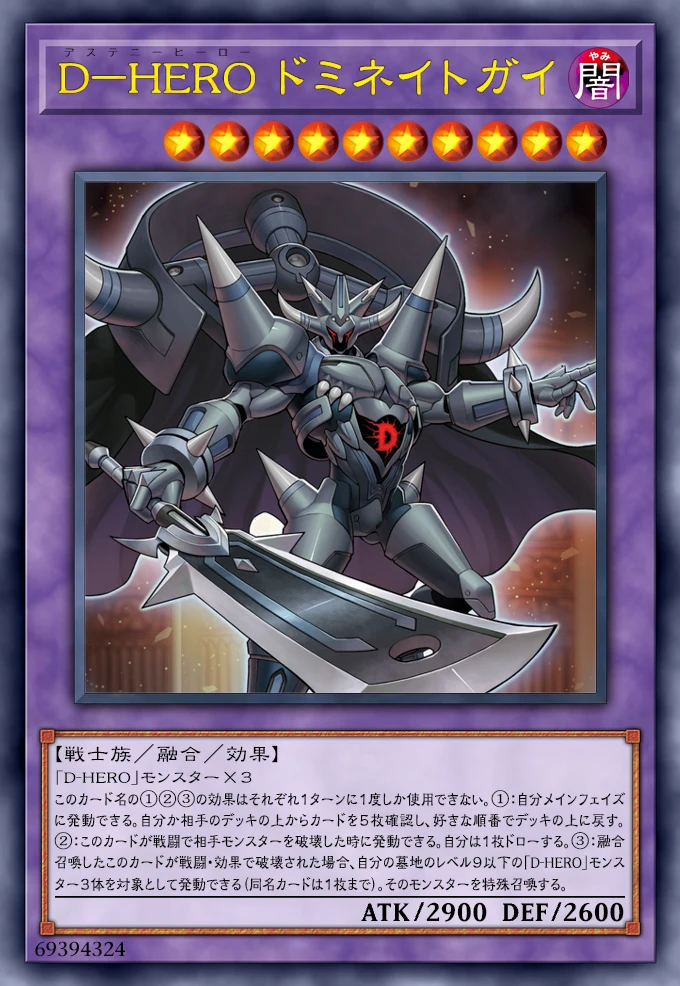 デステニーヒーロー
D－HERO ドミネイトガイ
やみ
闇
D
【戦士族／融合／効果】
「D-HERO」モンスター×３
このカード名の①②③の効果はそれぞれ１ターンに１度しか使用できない。①：自分メインフェイズ
に発動できる。自分か相手のデッキの上からカードを５枚確認し、好きな順番でデッキの上に戻す。
②：このカードが戦闘で相手モンスターを破壊した時に発動できる。自分は１枚ドローする。③：融合
召喚したこのカードが戦闘・効果で破壊された場合、自分の墓地のレベル９以下の「D-HERO」モンス
ター３体を対象として発動できる（同名カードは１枚まで）。そのモンスターを特殊召喚する。
ATK/2900 DEF/2600
69394324